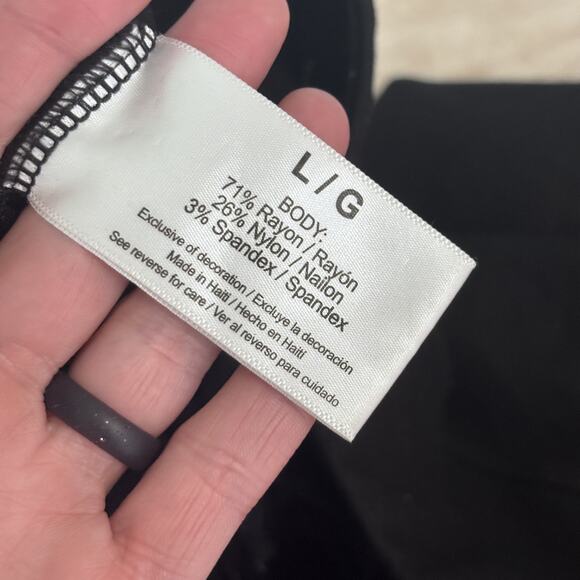 L / G
BODY:
71% Rayon / Rayón
26% Nylon / Nailon
3% Spandex / Spandex
Exclusive of decoration / Excluye la decoración
Made in Haiti / Hecho en Haití
See reverse for care / Ver al reverso para cuidado